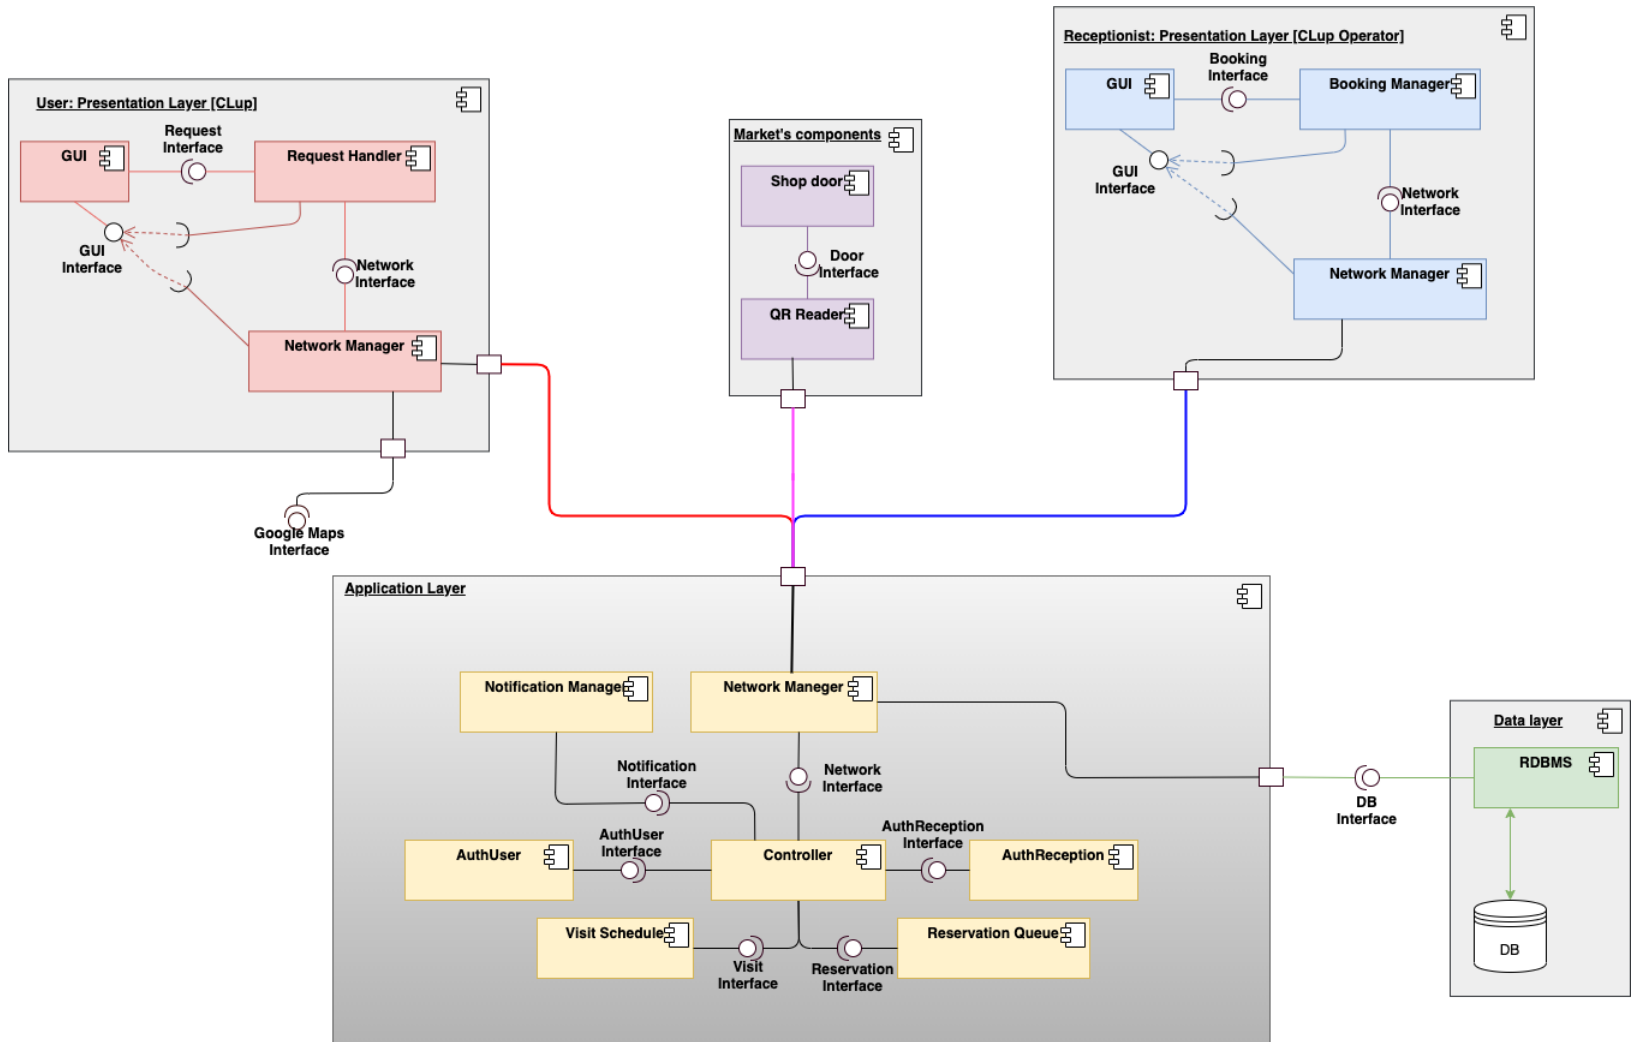 Receptionist: Presentation Layer [CLup Operator]
Booking
Interface
GUI
Booking Manager
GUI
Interface
Network
Interface
Network Manager
User: Presentation Layer [CLup]
Request
Interface
GUI
Request Handler
GUI
Interface
Network
Interface
Network Manager
Google Maps
Interface
Market's components
Shop door
Door
Interface
QR Reader
Application Layer
Notification Manage
Network Maneger
Notification
Interface
Network
Interface
AuthUser
Interface
AuthReception
Interface
AuthUser
Controller
AuthReception
Visit Schedule
Reservation Queue
Visit
Interface
Reservation
Interface
Data layer
RDBMS
DB
Interface
DB